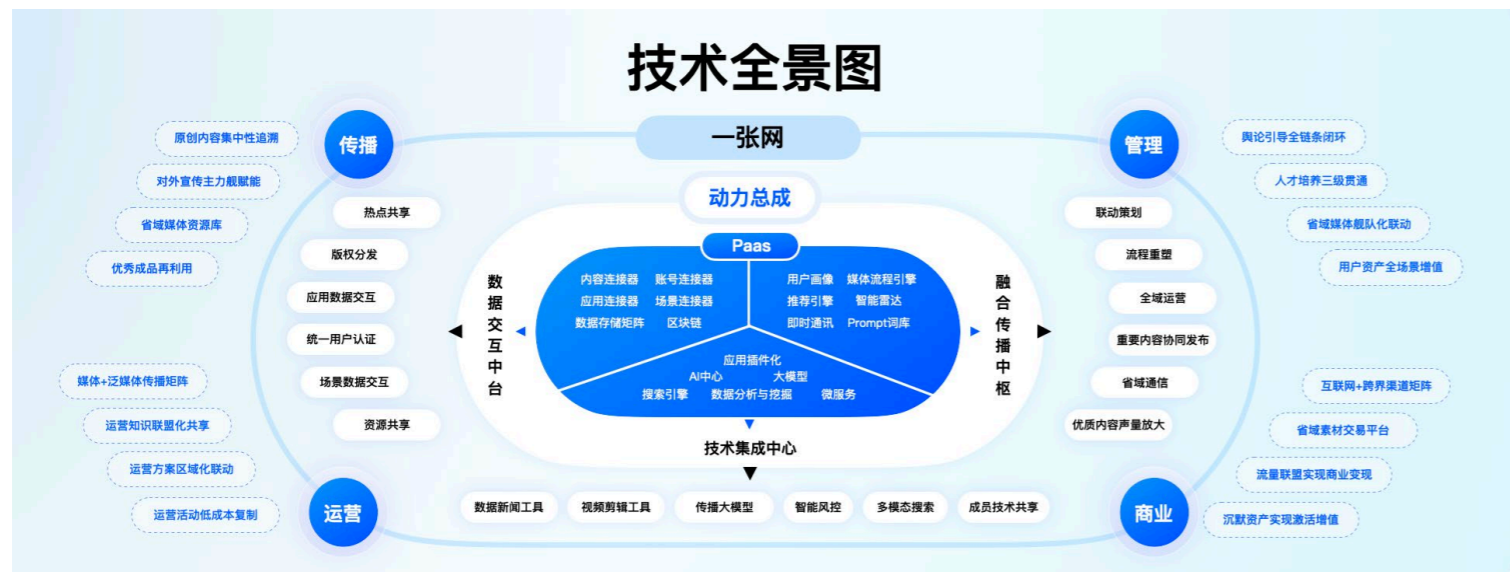 技术全景图
一张网
传播
原创内容集中性追溯
对外宣传主力舰赋能
省域媒体资源库
优秀成品再利用
热点共享
版权分发
应用数据交互
统一用户认证
场景数据交互
资源共享
媒体+泛媒体传播矩阵
运营知识联盟化共享
运营方案区域化联动
运营活动低成本复制
运营
动力总成
Paas
数据交互中台
内容连接器 账号连接器
应用连接器 场景连接器
数据存储矩阵 区块链
用户画像 媒体流程引擎
推荐引擎 智能雷达
即时通讯 Prompt词库
应用插件化
AI中心 大模型
搜索引擎 数据分析与挖掘 微服务
融合传播中枢
技术集成中心
数据新闻工具 视频剪辑工具 传播大模型 智能风控 多模态搜索 成员技术共享
管理
联动策划
流程重塑
全域运营
重要内容协同发布
省域通信
优质内容声量放大
舆论引导全链条闭环
人才培养三级贯通
省域媒体舰队化联动
用户资产全场景增值
互联网+跨界渠道矩阵
省域素材交易平台
流量联盟实现商业变现
沉默资产实现激活增值
商业